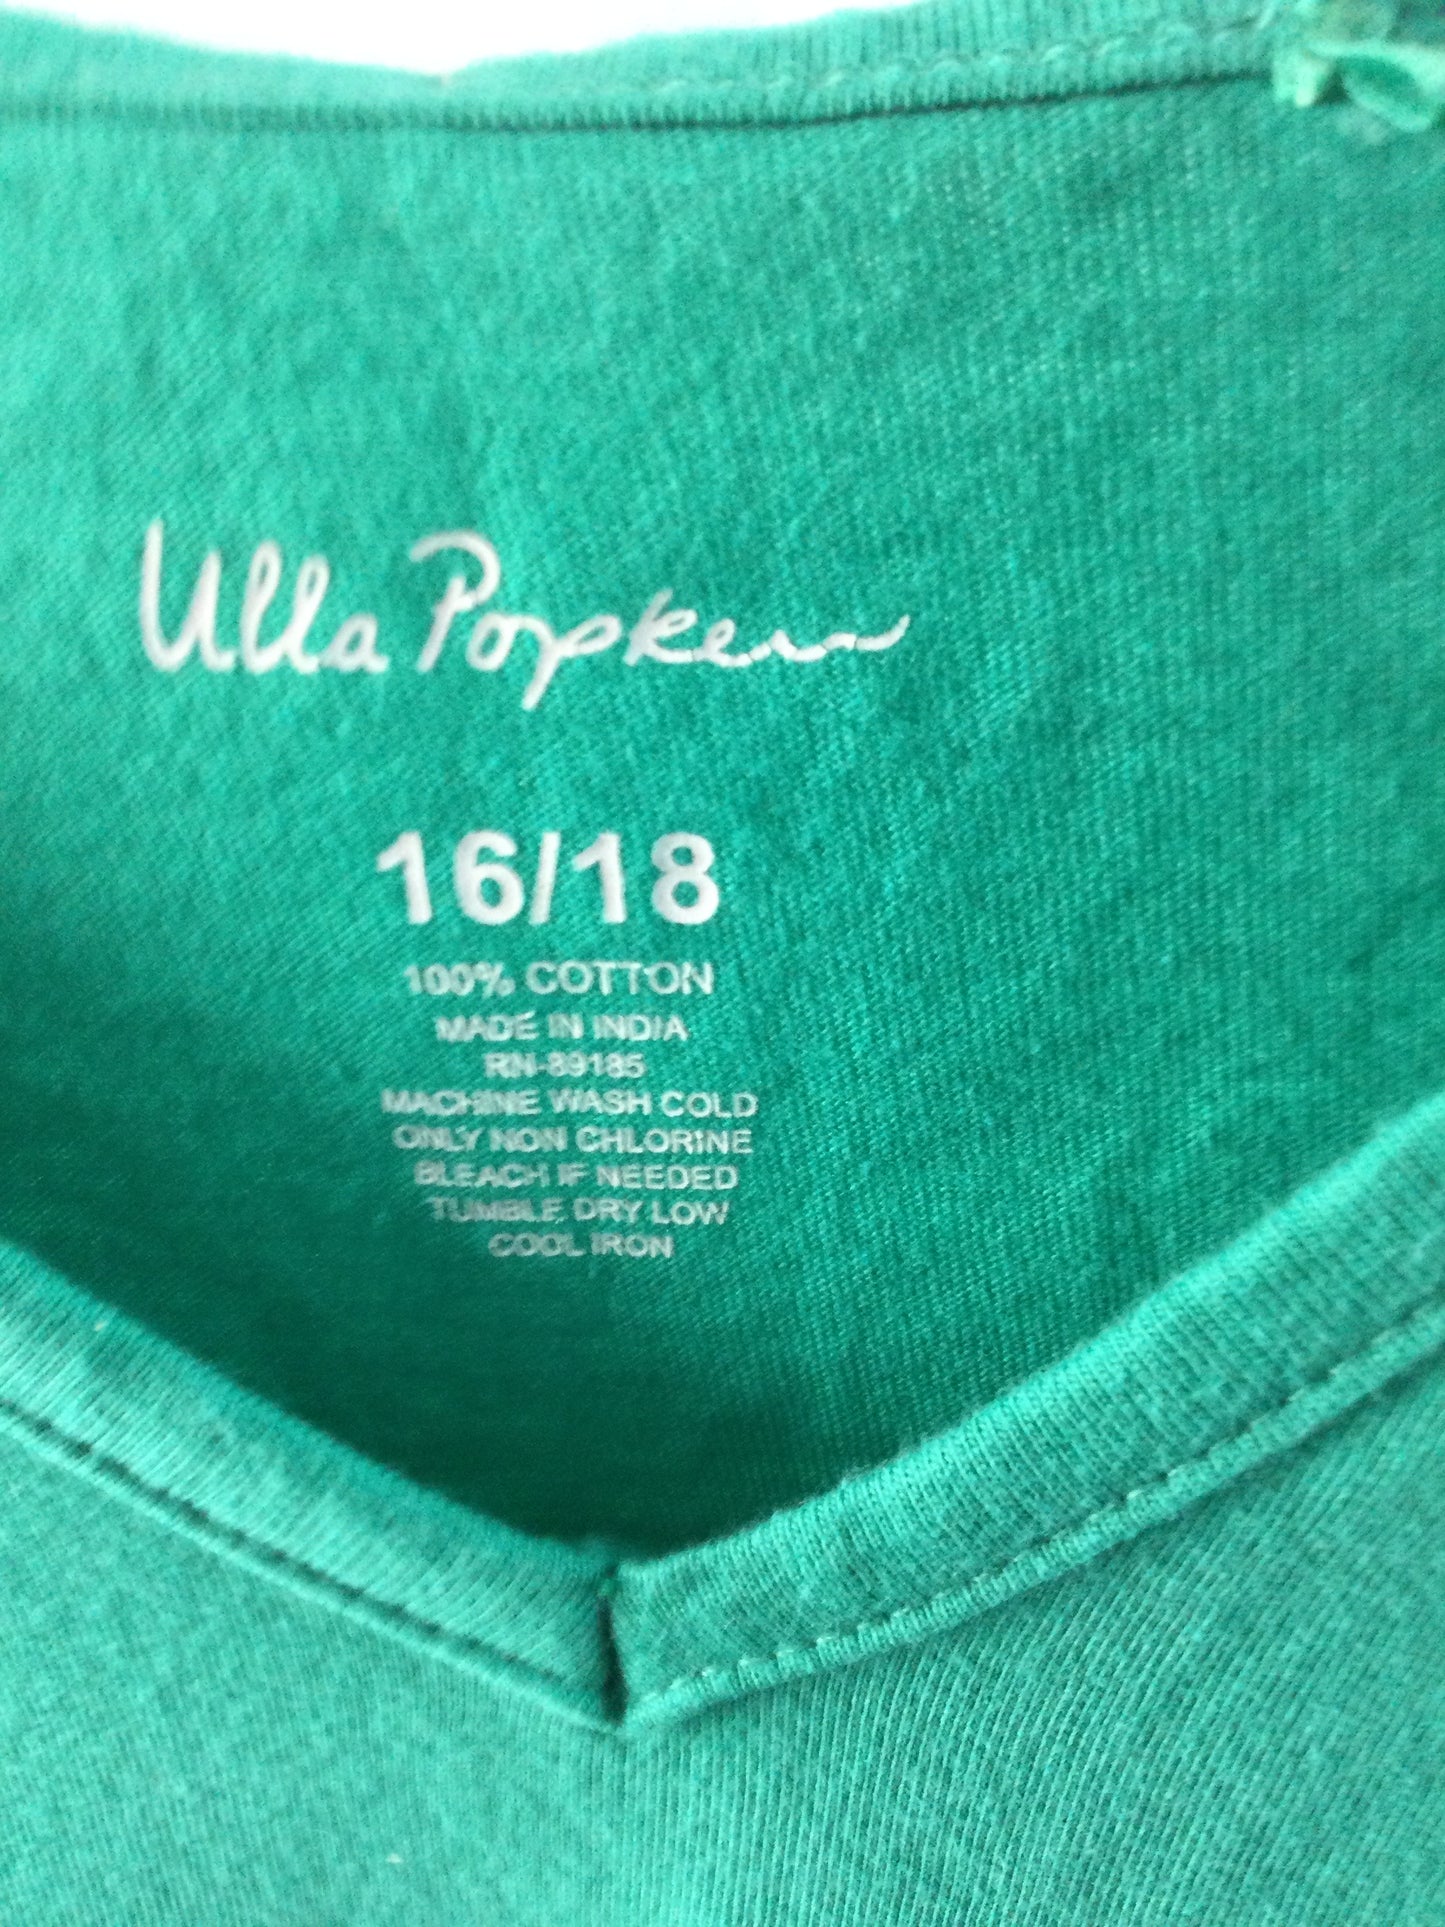 Ulla Popken
16/18
100% COTTON
MADE IN INDIA
RN-89185
MACHINE WASH COLD
ONLY NON CHLORINE
BLEACH IF NEEDED
TUMBLE DRY LOW
COOL IRON